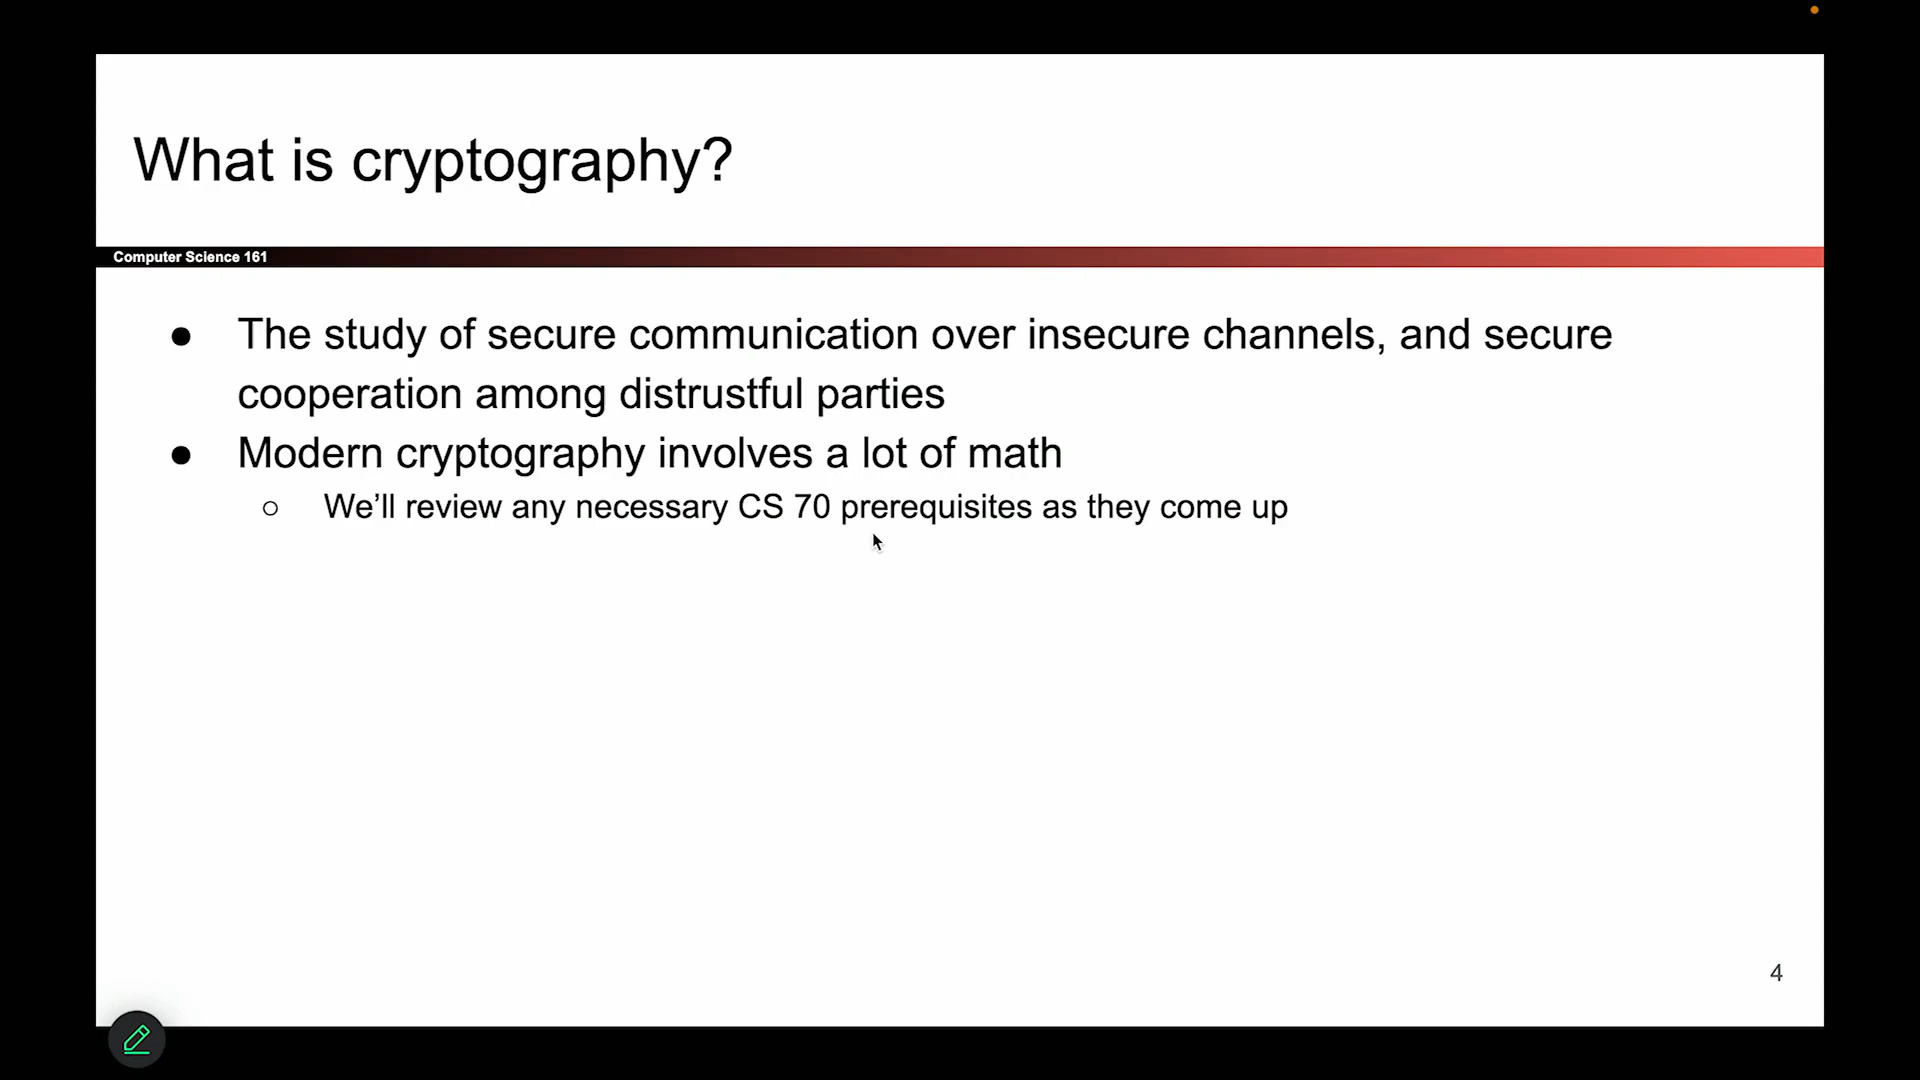 What is cryptography?
Computer Science 161
● The study of secure communication over insecure channels, and secure
cooperation among distrustful parties
● Modern cryptography involves a lot of math
○ We’ll review any necessary CS 70 prerequisites as they come up
4